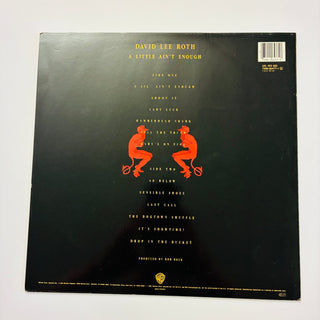 DAVID LEE ROTH
A LITTLE AIN'T ENOUGH
SIDE ONE
A LIL' AIN'T ENOUGH
SHOOT IT
LADY LUCK
HAMMERHEAD SHARK
TELL THE TRUTH
BABY'S ON FIRE
SIDE TWO
40 BELOW
SENSIBLE SHOES
LAST CALL
THE DOGTOWN SHUFFLE
IT'S SHOWTIME!
DROP IN THE BUCKET
PRODUCED BY BOB ROCK